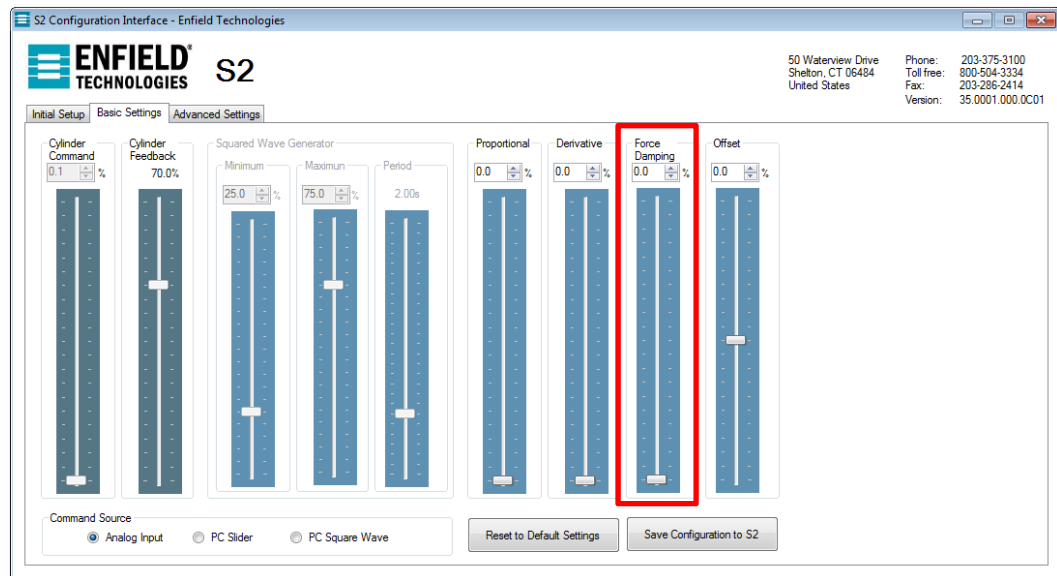 S2 Configuration Interface - Enfield Technologies
ENFIELD®
TECHNOLOGIES
S2
50 Waterview Drive
Shelton, CT 06484
United States
Phone: 203-375-3100
Toll free: 800-504-3334
Fax: 203-286-2414
Version: 35.0001.000.0C01
Initial Setup Basic Settings Advanced Settings
Cylinder
Command
0.1 %
Cylinder
Feedback
70.0%
Squared Wave Generator
Minimum
25.0 %
Maximun
75.0 %
Period
2.00s
Proportional
0.0 %
Derivative
0.0 %
Force
Damping
0.0 %
Offset
0.0 %
Command Source
Analog Input PC Slider PC Square Wave
Reset to Default Settings
Save Configuration to S2